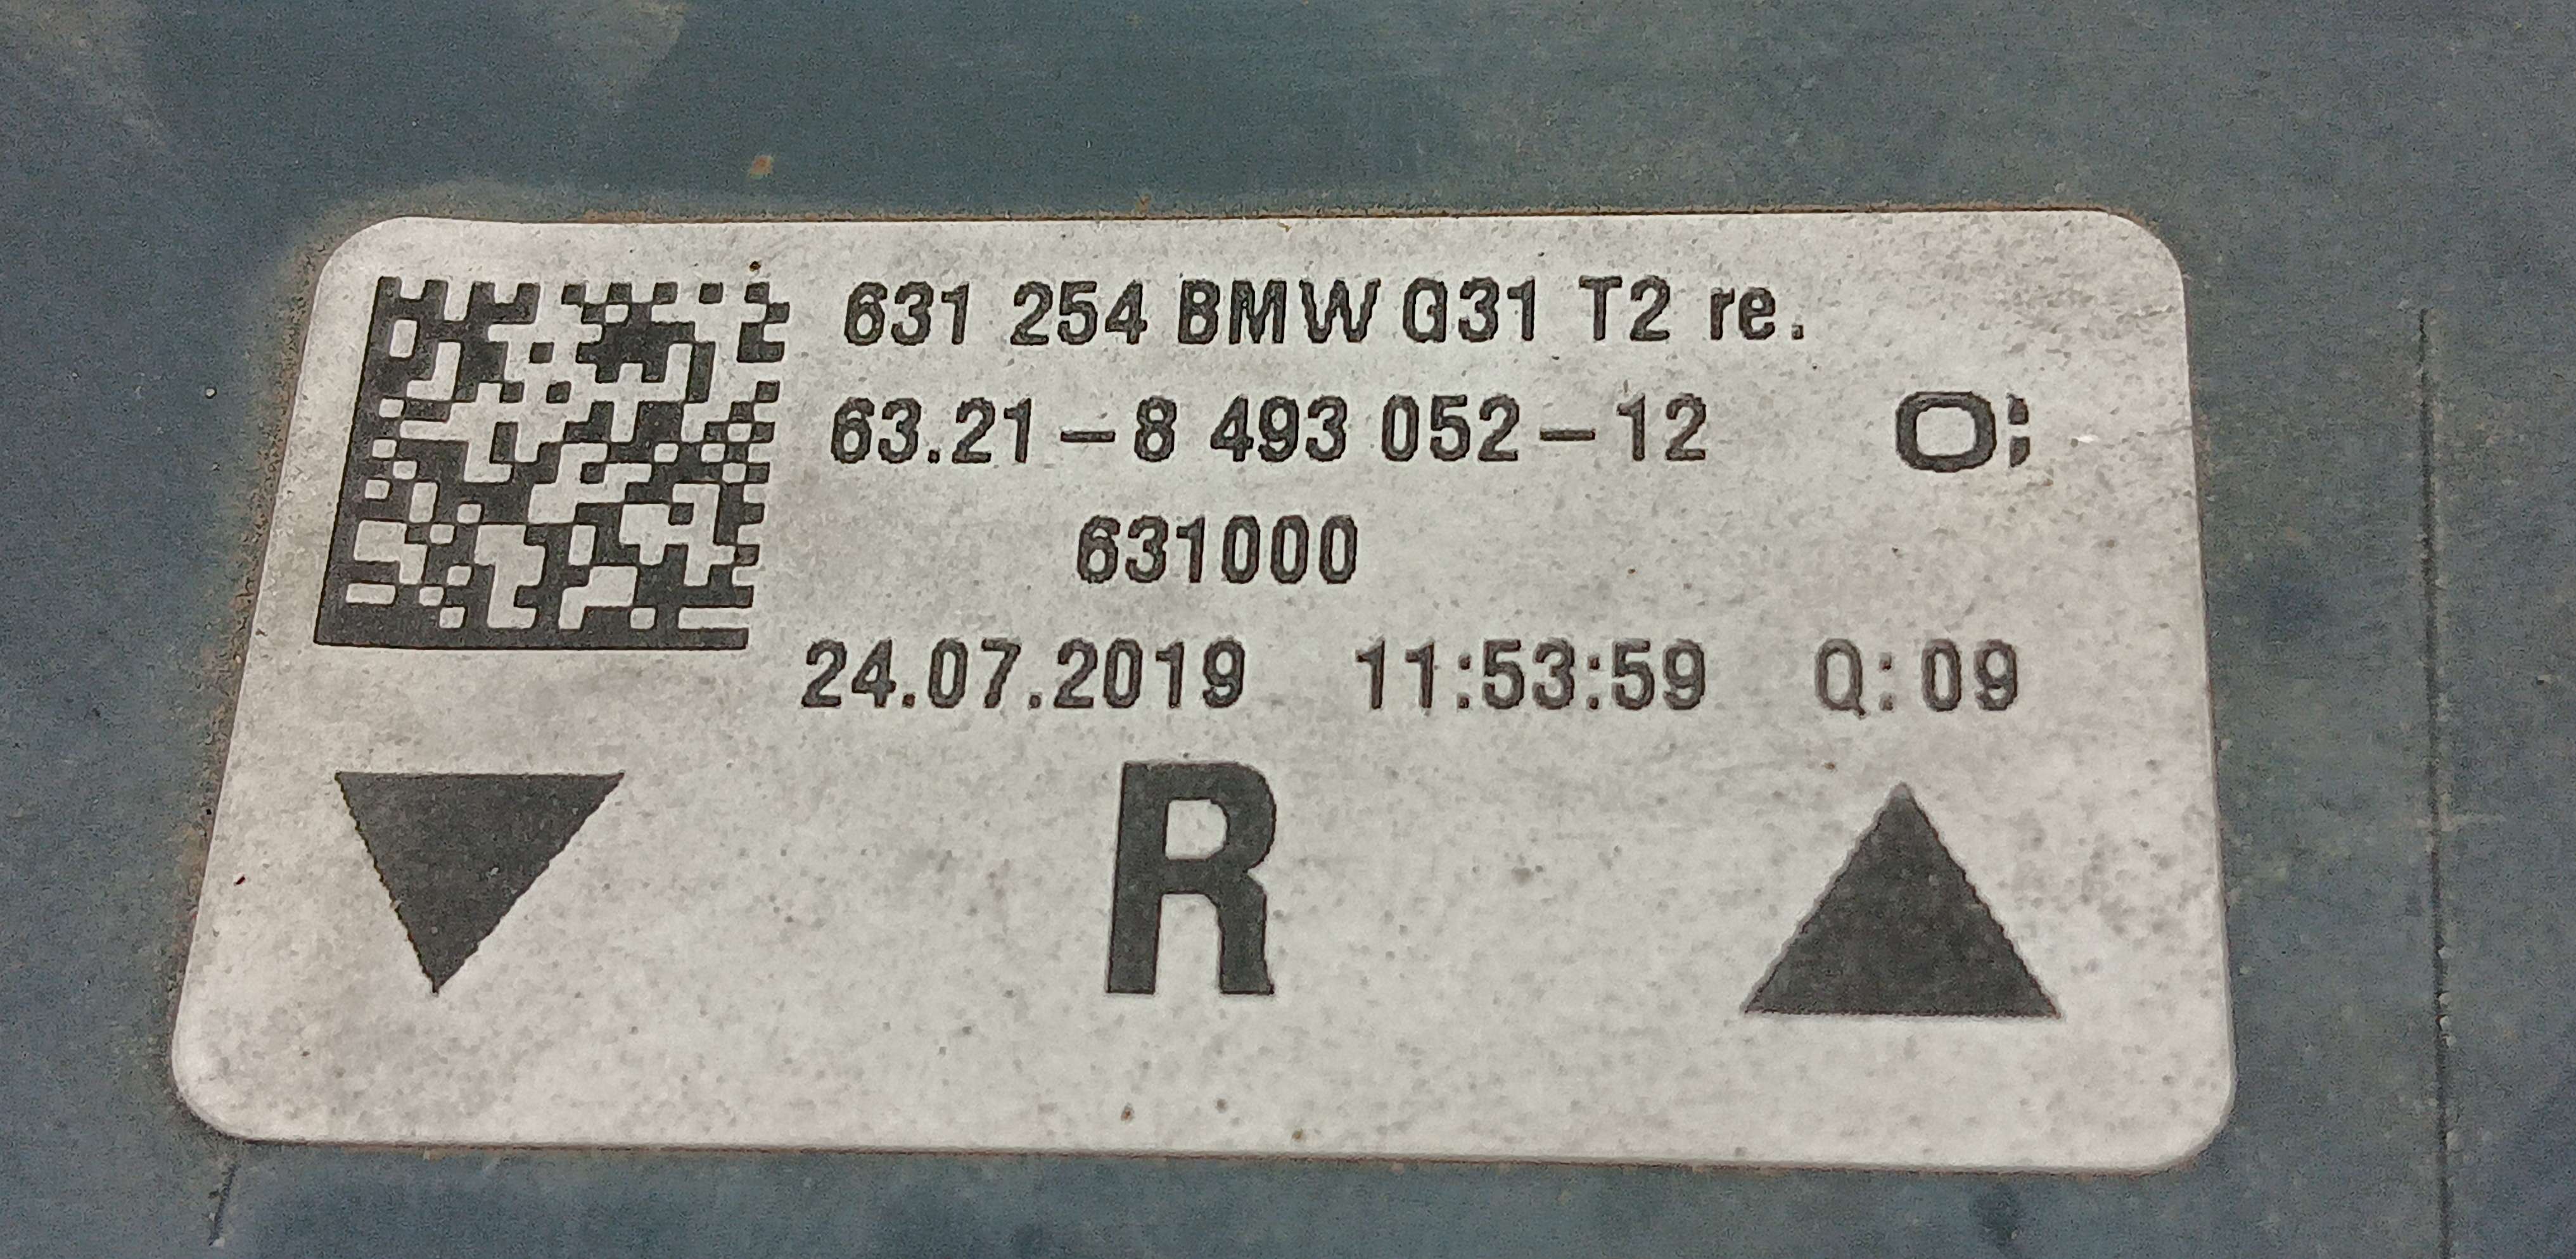 631 254 BMW G31 T2 re.
63.21-8 493 052-12 O:
631000
24.07.2019 11:53:59 Q:09
R